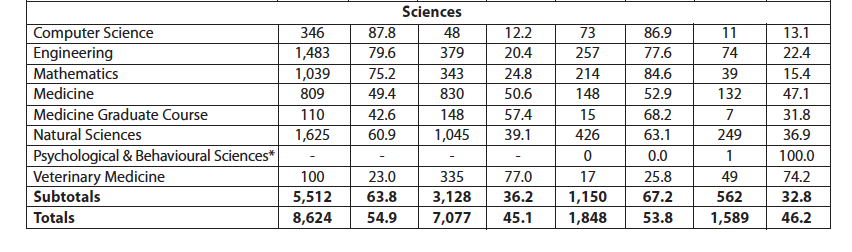 Sciences
Computer Science 346 87.8 48 12.2 73 86.9 11 13.1
Engineering 1,483 79.6 379 20.4 257 77.6 74 22.4
Mathematics 1,039 75.2 343 24.8 214 84.6 39 15.4
Medicine 809 49.4 830 50.6 148 52.9 132 47.1
Medicine Graduate Course 110 42.6 148 57.4 15 68.2 7 31.8
Natural Sciences 1,625 60.9 1,045 39.1 426 63.1 249 36.9
Psychological & Behavioural Sciences* - - - - 0 0.0 1 100.0
Veterinary Medicine 100 23.0 335 77.0 17 25.8 49 74.2
Subtotals 5,512 63.8 3,128 36.2 1,150 67.2 562 32.8
Totals 8,624 54.9 7,077 45.1 1,848 53.8 1,589 46.2